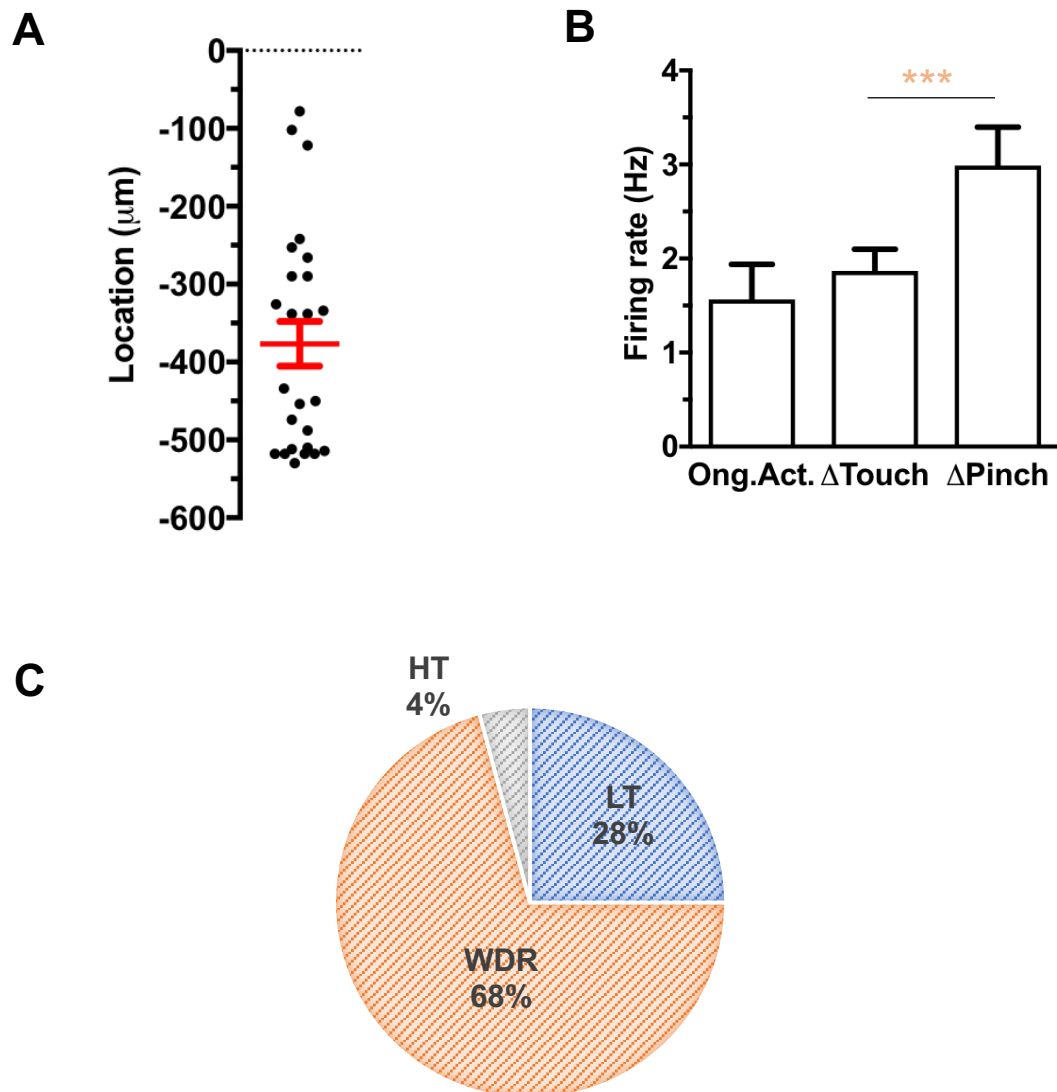 A
0
-100
-200
-300
-400
-500
-600
Location (μm)
B
***
4
3
2
1
0
Firing rate (Hz)
Ong.Act. ΔTouch ΔPinch
C
HT
4%
LT
28%
WDR
68%